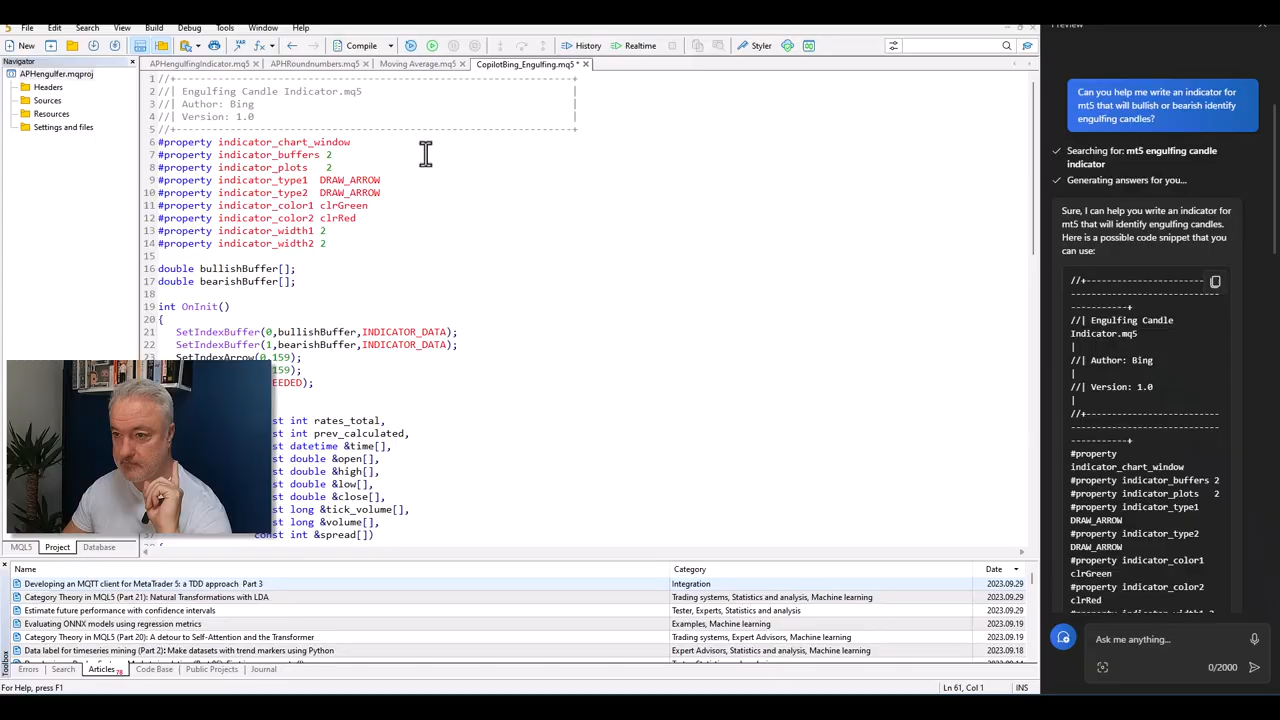 File Edit Search View Build Debug Tools Window Help
New Compile History Realtime Styler
Navigator
APHengulfer.mqproj
Headers
Sources
Resources
Settings and files
MQL5 Project Database
APHengulfingIndicator.mq5 APHRoundnumbers.mq5 Moving Average.mq5 CopilotBing_Engulfing.mq5 *
1 //+------------------------------------------------------------------+
2 //| Engulfing Candle Indicator.mq5 |
3 //| Author: Bing |
4 //| Version: 1.0 |
5 //+------------------------------------------------------------------+
6 #property indicator_chart_window
7 #property indicator_buffers 2
8 #property indicator_plots 2
9 #property indicator_type1 DRAW_ARROW
10 #property indicator_type2 DRAW_ARROW
11 #property indicator_color1 clrGreen
12 #property indicator_color2 clrRed
13 #property indicator_width1 2
14 #property indicator_width2 2
15
16 double bullishBuffer[];
17 double bearishBuffer[];
18
19 int OnInit()
20 {
21 SetIndexBuffer(0,bullishBuffer,INDICATOR_DATA);
22 SetIndexBuffer(1,bearishBuffer,INDICATOR_DATA);
23 SetIndexArrow(0,159);
159);
EEDED);
st int rates_total,
st int prev_calculated,
st datetime &time[],
st double &open[],
st double &high[],
st double &low[],
st double &close[],
st long &tick_volume[],
st long &volume[],
const int &spread[])
Name Category Date
Developing an MQTT client for MetaTrader 5: a TDD approach Part 3 Integration 2023.09.29
Category Theory in MQL5 (Part 21): Natural Transformations with LDA Trading systems, Statistics and analysis, Machine learning 2023.09.29
Estimate future performance with confidence intervals Tester, Experts, Statistics and analysis 2023.09.29
Evaluating ONNX models using regression metrics Examples, Machine learning 2023.09.19
Category Theory in MQL5 (Part 20): A detour to Self-Attention and the Transformer Trading systems, Expert Advisors, Machine learning 2023.09.19
Data label for timeseries mining (Part 2): Make datasets with trend markers using Python Expert Advisors, Statistics and analysis, Machine learning 2023.09.18
Toolbox
Errors Search Articles 78 Code Base Public Projects Journal
For Help, press F1 Ln 61, Col 1 INS
Preview
Can you help me write an indicator for
mt5 that will bullish or bearish identify
engulfing candles?
Searching for: mt5 engulfing candle
indicator
Generating answers for you...
Sure, I can help you write an indicator for
mt5 that will identify engulfing candles.
Here is a possible code snippet that you
can use:
//+-----------------------
-----------------------------
-----------+
//| Engulfing Candle
Indicator.mq5
|
//| Author: Bing
|
//| Version: 1.0
|
//+-----------------------
-----------------------------
-----------+
#property
indicator_chart_window
#property indicator_buffers 2
#property indicator_plots 2
#property indicator_type1
DRAW_ARROW
#property indicator_type2
DRAW_ARROW
#property indicator_color1
clrGreen
#property indicator_color2
clrRed
#property indicator_width1 2
Ask me anything...
0/2000